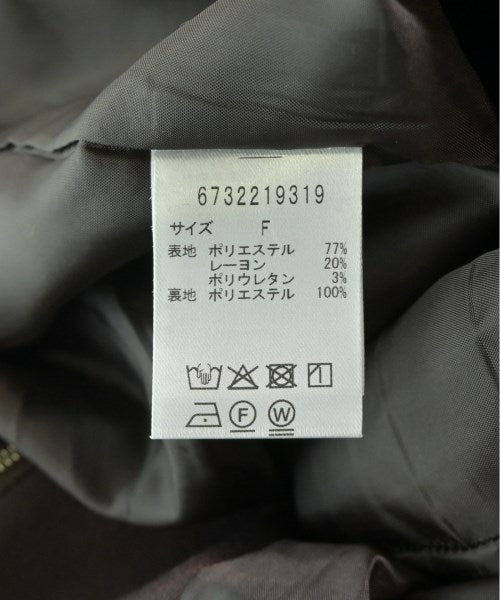 6732219319
サイズ F
表地 ポリエステル 77%
レーヨン 20%
ポリウレタン 3%
裏地 ポリエステル 100%
F W